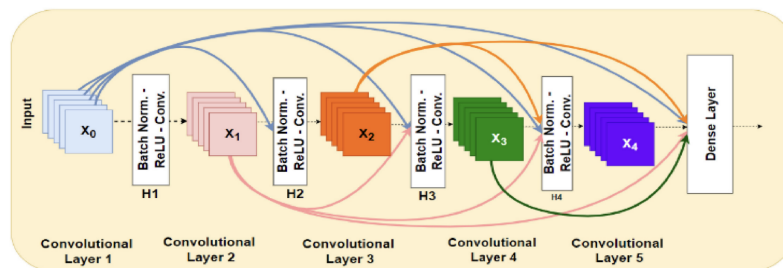 Input
X0
Batch Norm. -
ReLU - Conv.
H1
X1
Batch Norm. -
ReLU - Conv.
H2
X2
Batch Norm. -
ReLU - Conv.
H3
X3
Batch Norm. -
ReLU - Conv.
H4
X4
Dense Layer
Convolutional
Layer 1
Convolutional
Layer 2
Convolutional
Layer 3
Convolutional
Layer 4
Convolutional
Layer 5